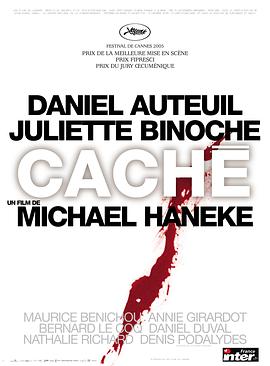 FESTIVAL DE CANNES 2005
PRIX DE LA MEILLEURE MISE EN SCÈNE
PRIX FIPRESCI
PRIX DU JURY ŒCUMÉNIQUE
DANIEL AUTEUIL
JULIETTE BINOCHE
CACHÉ
UN FILM DE
MICHAEL HANEKE
MAURICE BENICHOU ANNIE GIRARDOT
BERNARD LE COQ DANIEL DUVAL
NATHALIE RICHARD DENIS PODALYDES
France
inter